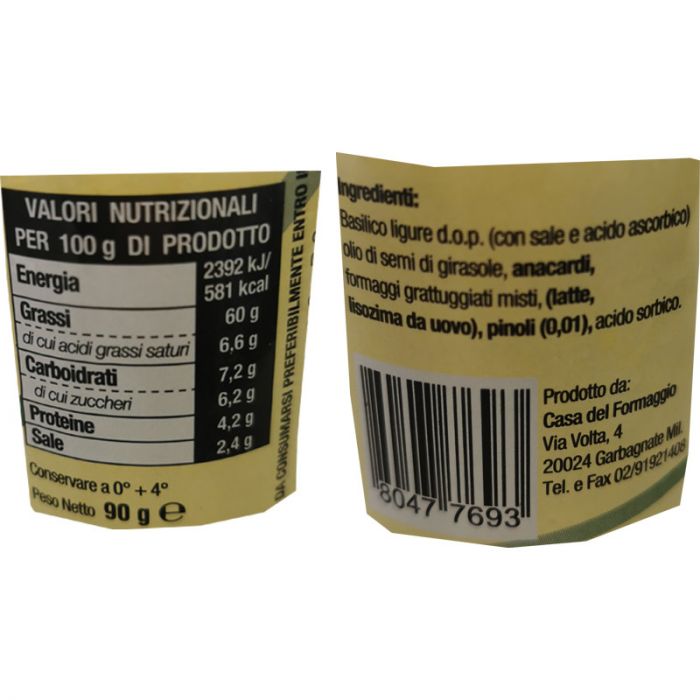 VALORI NUTRIZIONALI
PER 100 g DI PRODOTTO
Energia 2392 kJ/
581 kcal
Grassi 60 g
di cui acidi grassi saturi 6,6 g
Carboidrati 7,2 g
di cui zuccheri 6,2 g
Proteine 4,2 g
Sale 2,4 g
Conservare a 0° + 4°
Peso Netto 90 g e
DA CONSUMARSI PREFERIBILMENTE ENTRO
Ingredienti:
Basilico ligure d.o.p. (con sale e acido ascorbico)
olio di semi di girasole, anacardi,
formaggi grattuggiati misti, (latte,
lisozima da uovo), pinoli (0,01), acido sorbico.
8047 7693
Prodotto da:
Casa del Formaggio
Via Volta, 4
20024 Garbagnate Mil.
Tel. e Fax 02/91921408